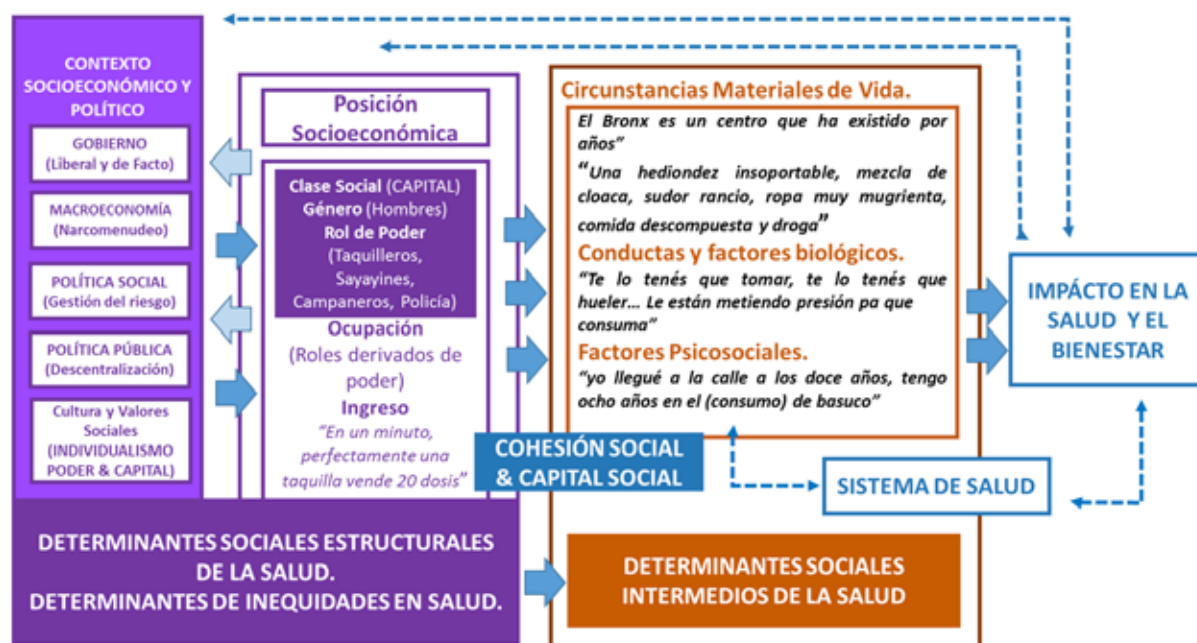 CONTEXTO
SOCIOECONÓMICO Y
POLÍTICO
GOBIERNO
(Liberal y de Facto)
MACROECONOMÍA
(Narcomenudeo)
POLÍTICA SOCIAL
(Gestión del riesgo)
POLÍTICA PÚBLICA
(Descentralización)
Cultura y Valores
Sociales
(INDIVIDUALISMO
PODER & CAPITAL)
Posición
Socioeconómica
Clase Social (CAPITAL)
Género (Hombres)
Rol de Poder
(Taquilleros,
Sayayines,
Campaneros, Policía)
Ocupación
(Roles derivados de
poder)
Ingreso
"En un minuto,
perfectamente una
taquilla vende 20 dosis"
DETERMINANTES SOCIALES ESTRUCTURALES
DE LA SALUD.
DETERMINANTES DE INEQUIDADES EN SALUD.
Circunstancias Materiales de Vida.
El Bronx es un centro que ha existido por
años"
"Una hediondez insoportable, mezcla de
cloaca, sudor rancio, ropa muy mugrienta,
comida descompuesta y droga"
Conductas y factores biológicos.
"Te lo tenés que tomar, te lo tenés que
hueler... Le están metiendo presión pa que
consuma"
Factores Psicosociales.
"yo llegué a la calle a los doce años, tengo
ocho años en el (consumo) de basuco"
COHESIÓN SOCIAL
& CAPITAL SOCIAL
SISTEMA DE SALUD
DETERMINANTES SOCIALES
INTERMEDIOS DE LA SALUD
IMPÁCTO EN LA
SALUD Y EL
BIENESTAR